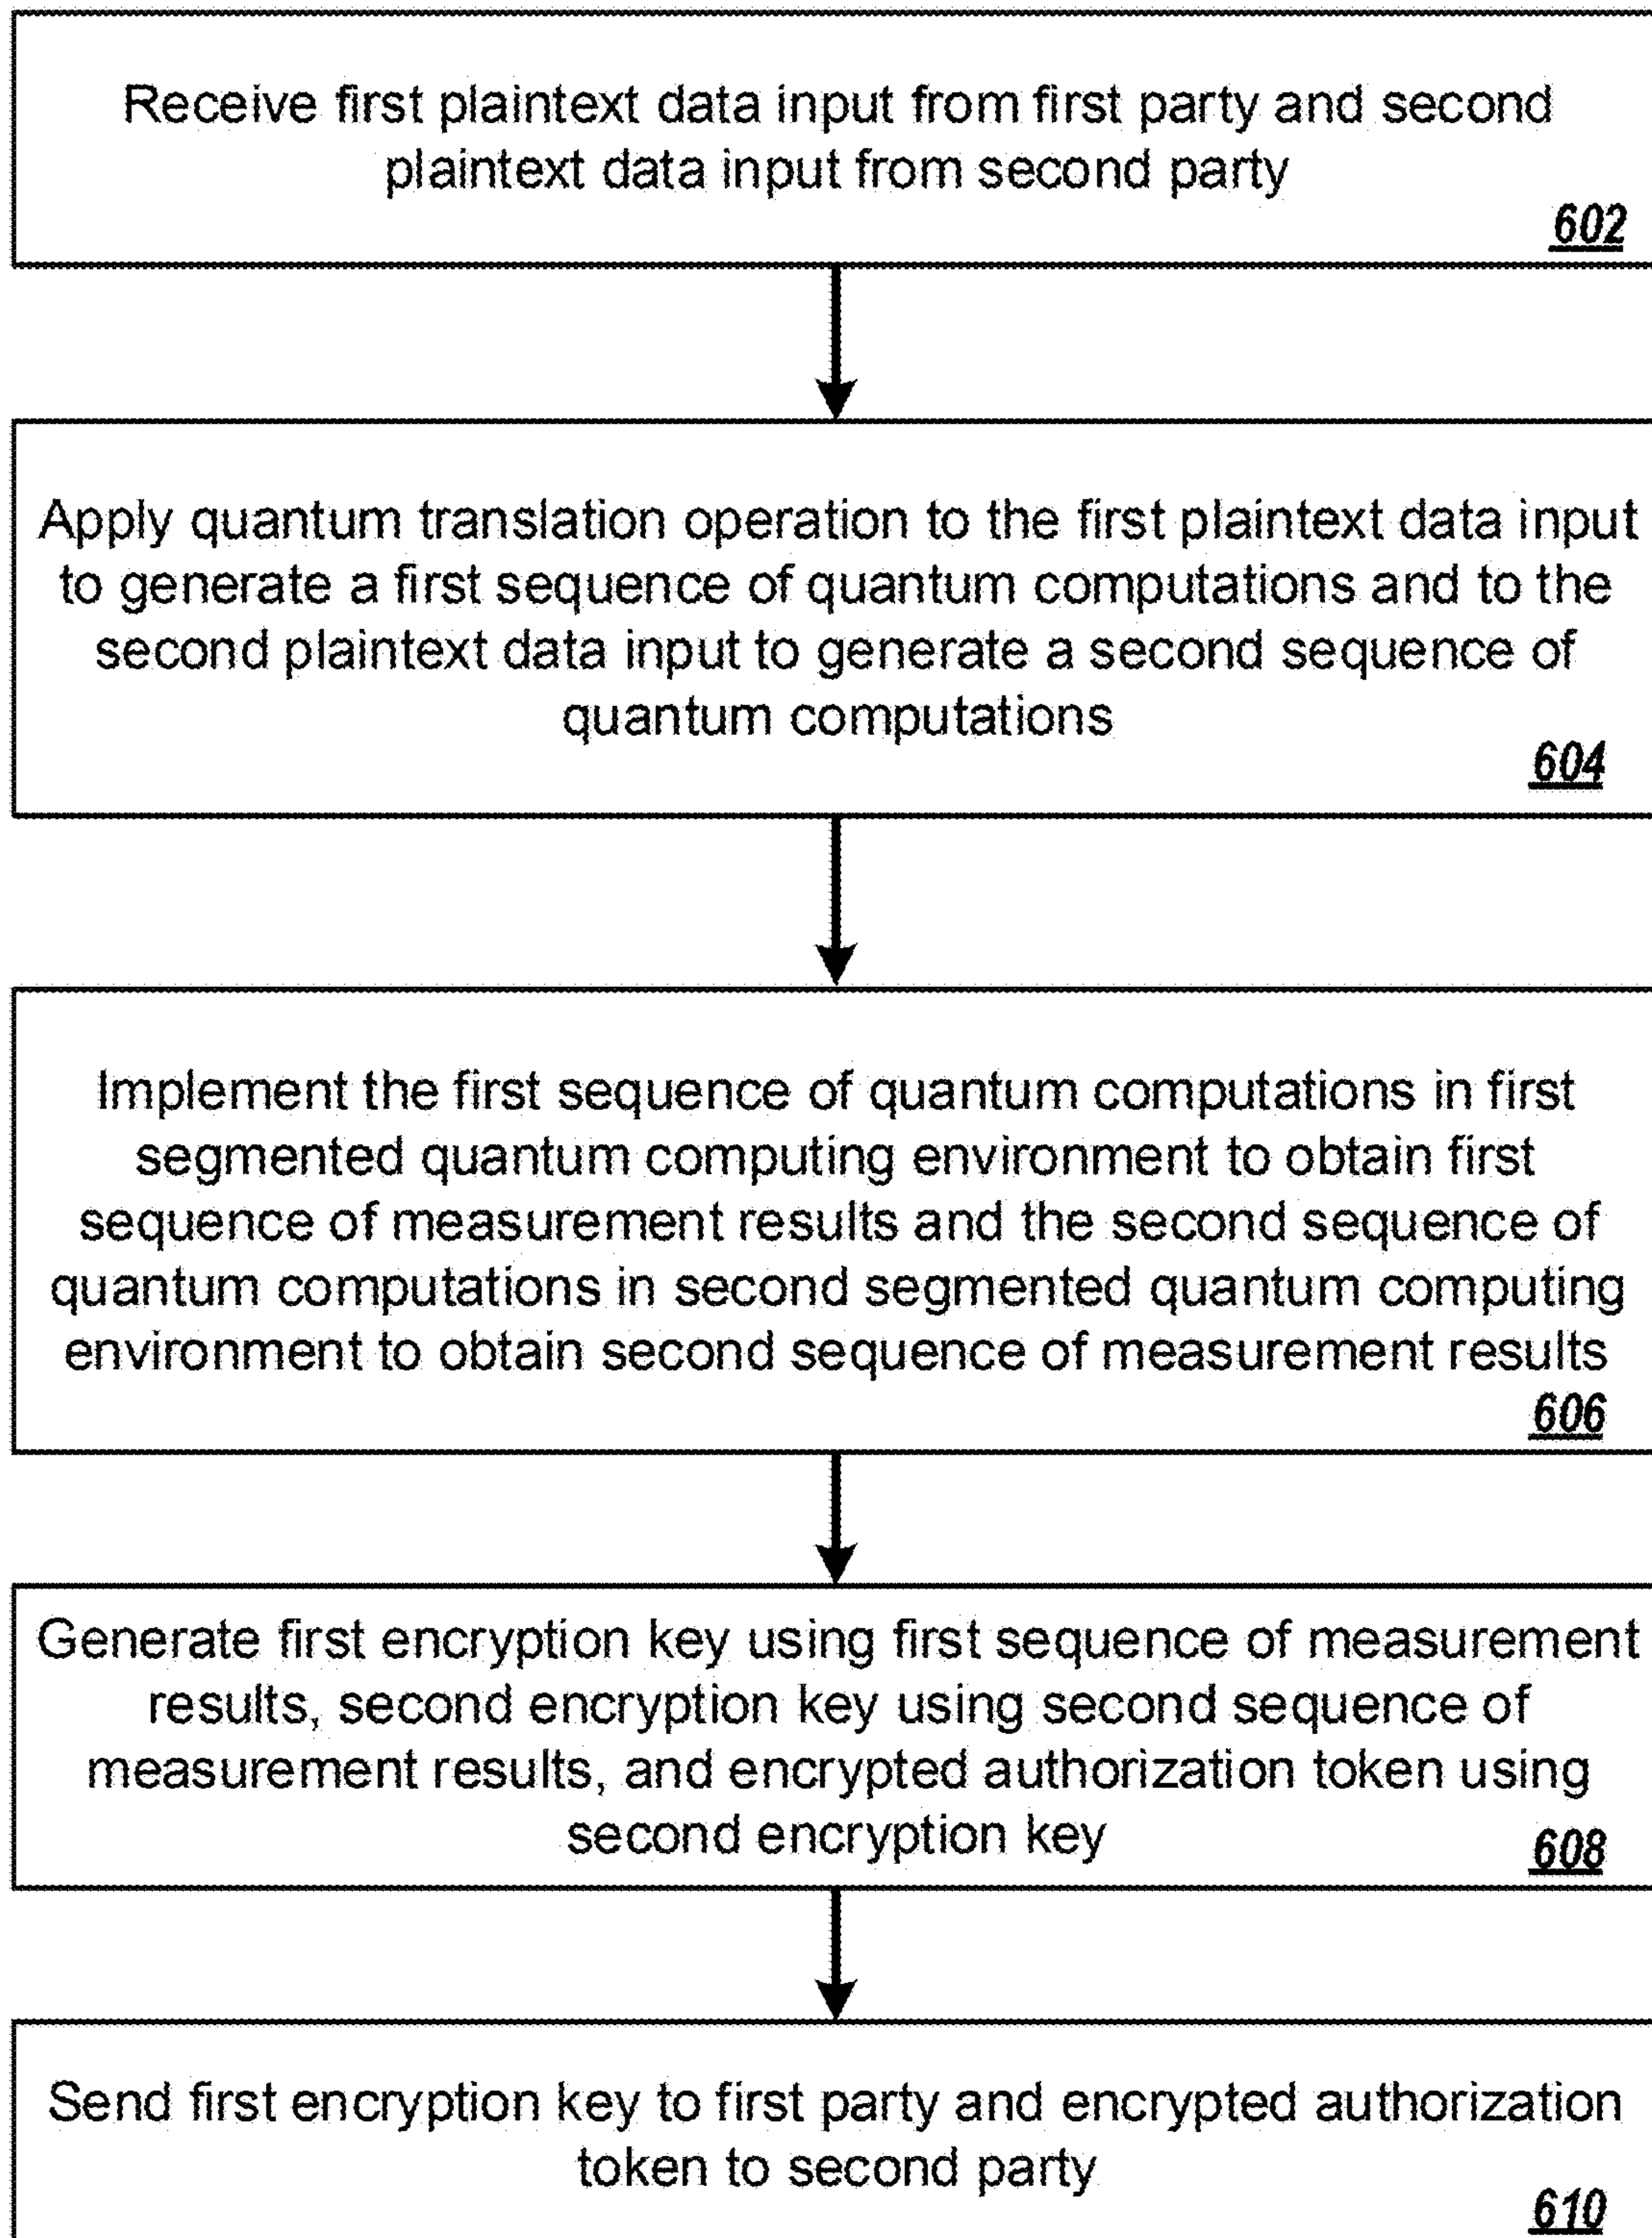 Receive first plaintext data input from first party and second
plaintext data input from second party
602
Apply quantum translation operation to the first plaintext data input
to generate a first sequence of quantum computations and to the
second plaintext data input to generate a second sequence of
quantum computations
604
Implement the first sequence of quantum computations in first
segmented quantum computing environment to obtain first
sequence of measurement results and the second sequence of
quantum computations in second segmented quantum computing
environment to obtain second sequence of measurement results
606
Generate first encryption key using first sequence of measurement
results, second encryption key using second sequence of
measurement results, and encrypted authorization token using
second encryption key
608
Send first encryption key to first party and encrypted authorization
token to second party
610